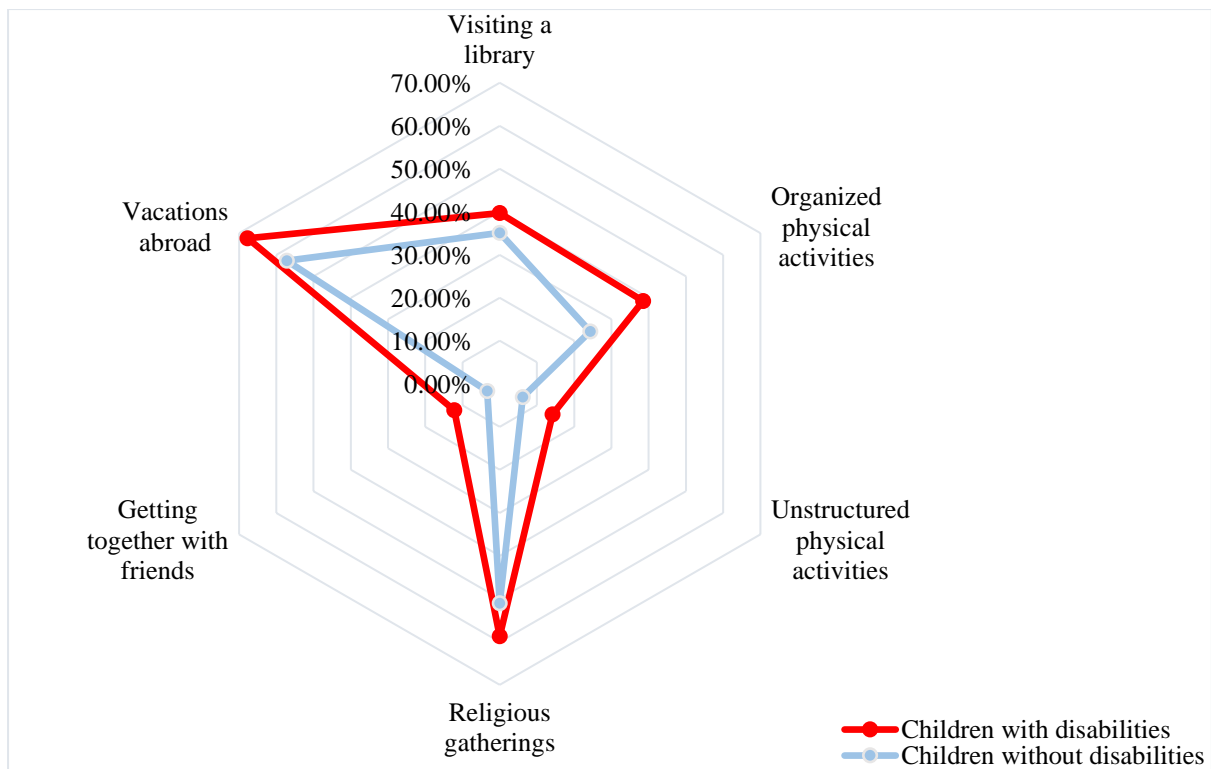 Visiting a
library
70.00%
60.00%
50.00%
40.00%
30.00%
20.00%
10.00%
0.00%
Organized
physical
activities
Unstructured
physical
activities
Religious
gatherings
Getting
together with
friends
Vacations
abroad
Children with disabilities
Children without disabilities